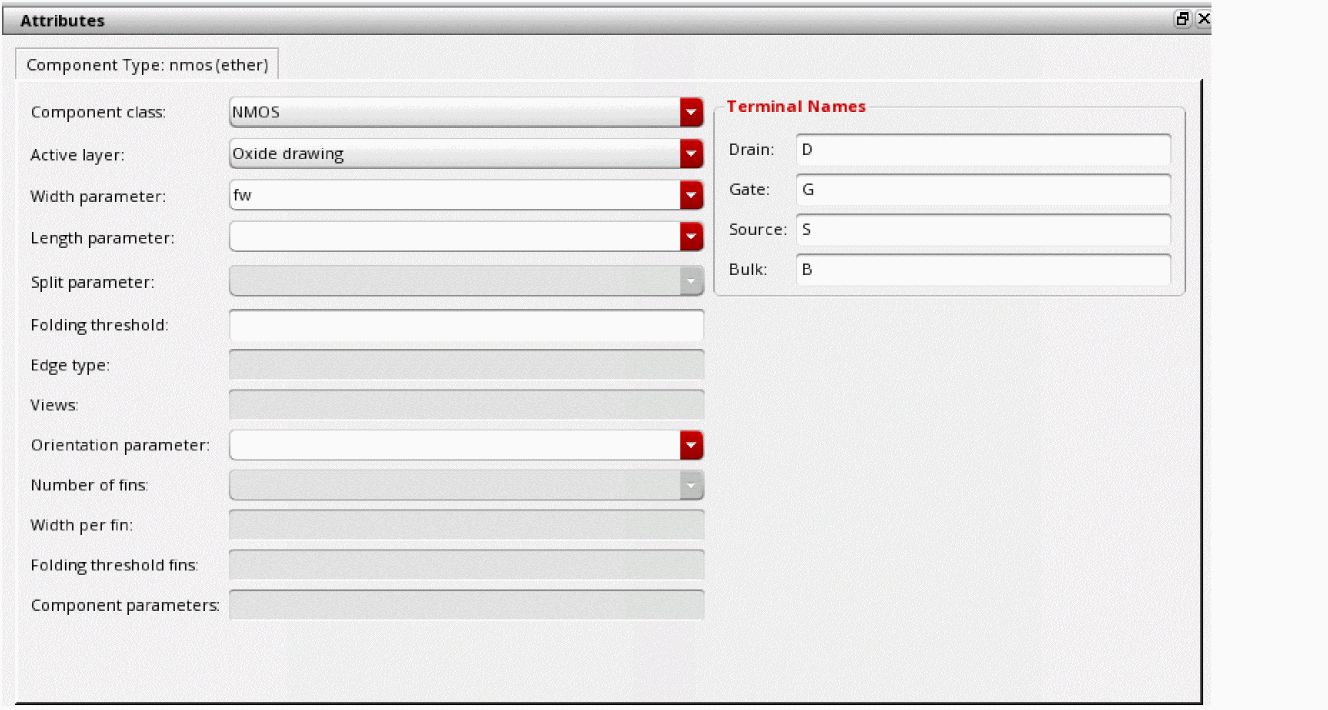 Attributes
Component Type: nmos (ether)
Component class: NMOS
Active layer: Oxide drawing
Width parameter: fw
Length parameter:
Split parameter:
Folding threshold:
Edge type:
Views:
Orientation parameter:
Number of fins:
Width per fin:
Folding threshold fins:
Component parameters:
Terminal Names
Drain: D
Gate: G
Source: S
Bulk: B